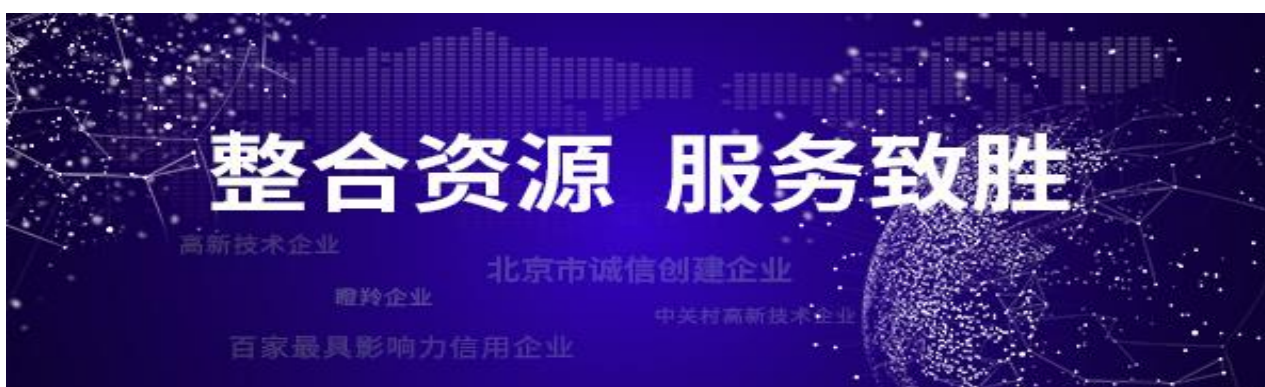 整合资源 服务致胜
高新技术企业
北京市诚信创建企业
瞪羚企业
中关村高新技术企业
百家最具影响力信用企业